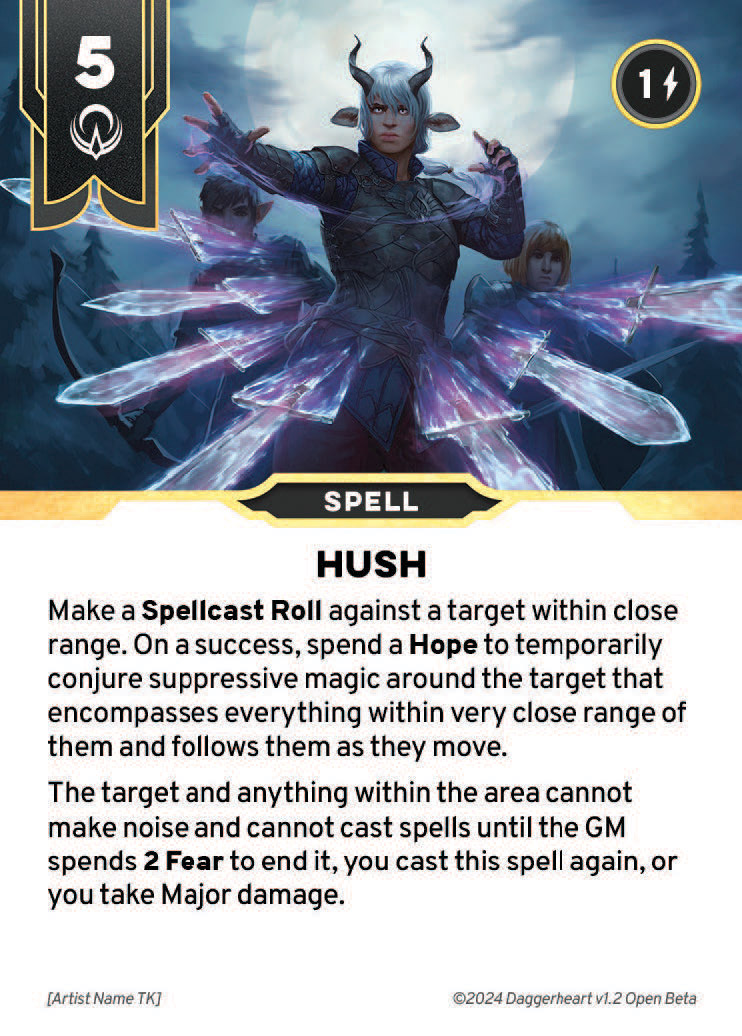 5
1
SPELL
HUSH
Make a Spellcast Roll against a target within close
range. On a success, spend a Hope to temporarily
conjure suppressive magic around the target that
encompasses everything within very close range of
them and follows them as they move.
The target and anything within the area cannot
make noise and cannot cast spells until the GM
spends 2 Fear to end it, you cast this spell again, or
you take Major damage.
[Artist Name TK]
©2024 Daggerheart v1.2 Open Beta